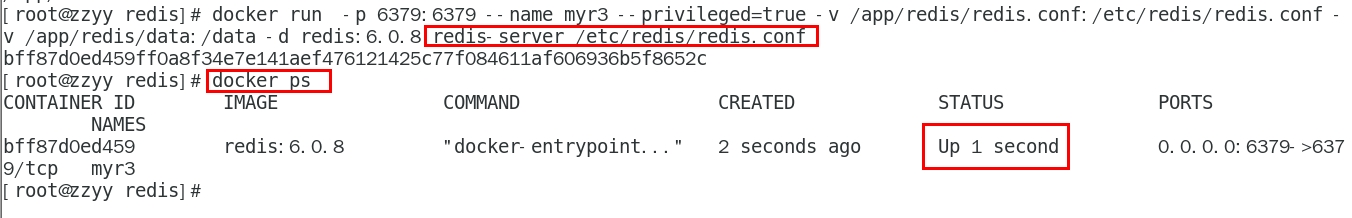 [root@zzyy redis]# docker run  -p 6379:6379 --name myr3 --privileged=true -v /app/redis/redis.conf:/etc/redis/redis.conf -
v /app/redis/data:/data -d redis:6.0.8 redis-server /etc/redis/redis.conf
bff87d0ed459ff0a8f34e7e141aef476121425c77f084611af606936b5f8652c
[root@zzyy redis]# docker ps
CONTAINER ID        IMAGE               COMMAND                  CREATED             STATUS              PORTS
        NAMES
bff87d0ed459        redis:6.0.8         "docker-entrypoint..."   2 seconds ago       Up 1 second         0.0.0.0:6379->637
9/tcp   myr3
[root@zzyy redis]#